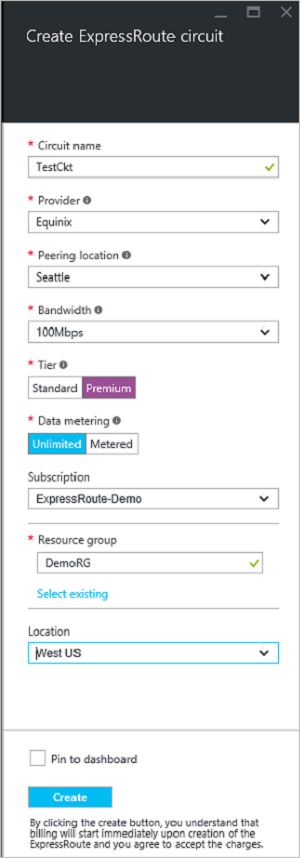 Create ExpressRoute circuit
* Circuit name
TestCkt
* Provider
Equinix
* Peering location
Seattle
* Bandwidth
100Mbps
* Tier
Standard Premium
* Data metering
Unlimited Metered
Subscription
ExpressRoute-Demo
* Resource group
DemoRG
Select existing
Location
West US
Pin to dashboard
Create
By clicking the create button, you understand that
billing will start immediately upon creation of the
ExpressRoute and you agree to accept the charges.